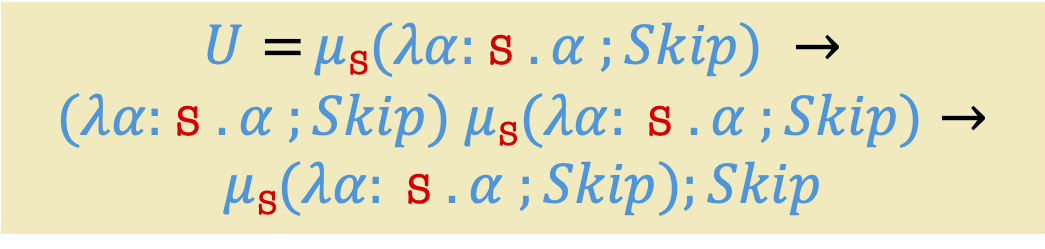 U = μₛ(λα: s . α ; Skip) →
(λα: s . α ; Skip) μₛ(λα: s . α ; Skip) →
μₛ(λα: s . α ; Skip); Skip